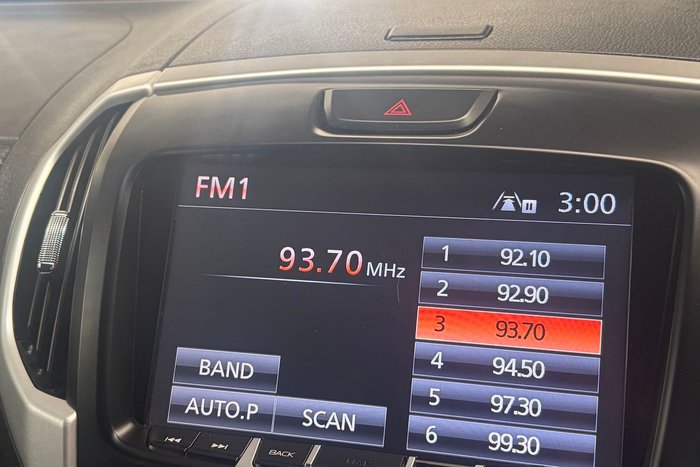 FM1
3:00
93.70 MHz
1 92.10
2 92.90
3 93.70
4 94.50
5 97.30
6 99.30
BAND
AUTO.P
SCAN
BACK